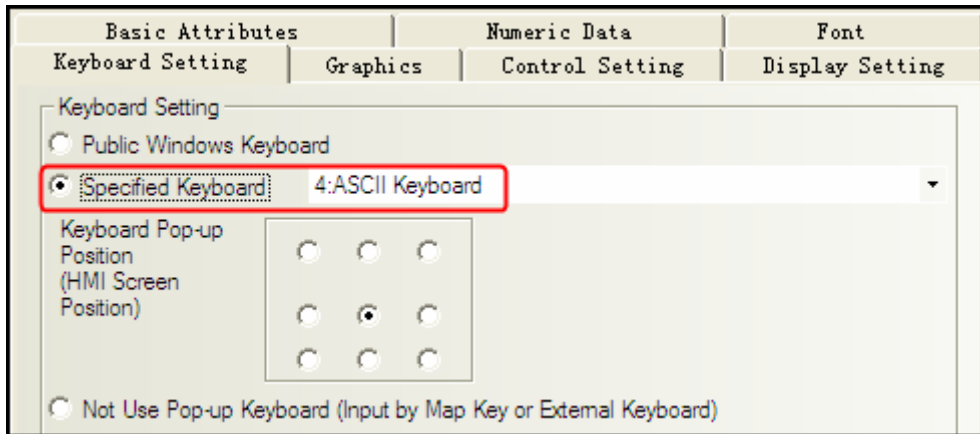 Basic Attributes Numeric Data Font
Keyboard Setting Graphics Control Setting Display Setting
Keyboard Setting
Public Windows Keyboard
Specified Keyboard 4:ASCII Keyboard
Keyboard Pop-up
Position
(HMI Screen
Position)
Not Use Pop-up Keyboard (Input by Map Key or External Keyboard)